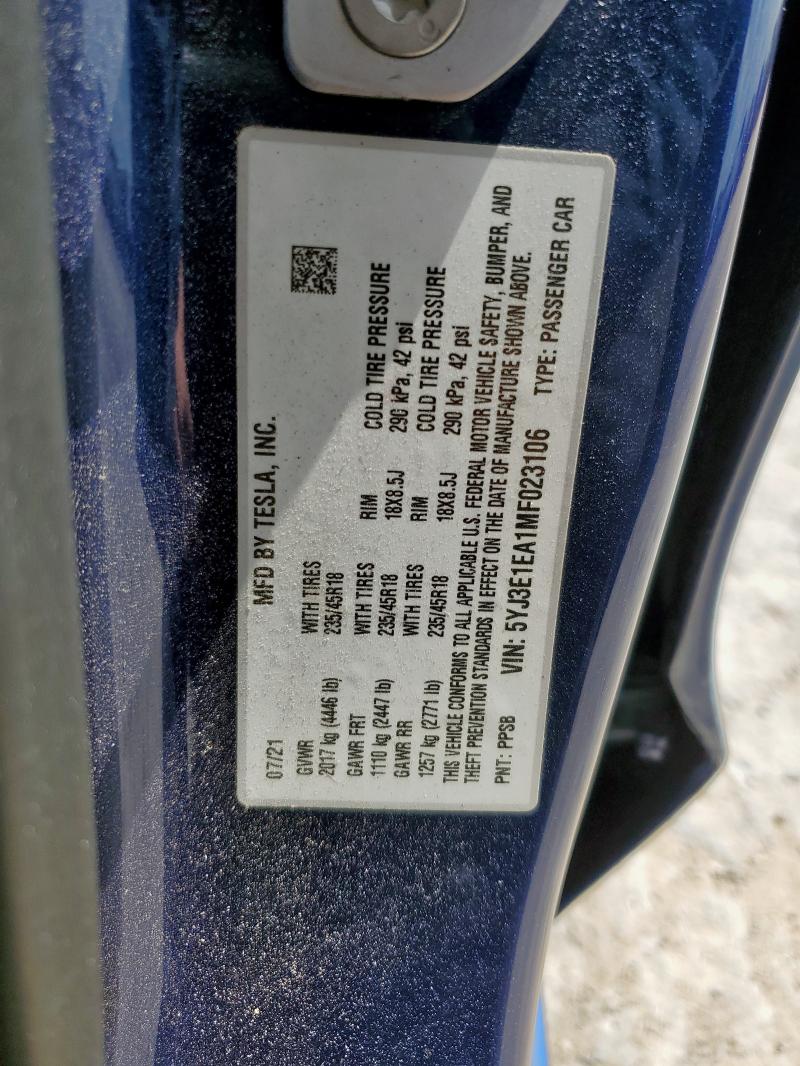 MFD BY TESLA, INC.
07/21
GVWR WITH TIRES
2017 kg (4446 lb) 235/45R18
GAWR FRT WITH TIRES RIM COLD TIRE PRESSURE
1110 kg (2447 lb) 235/45R18 18X8.5J 290 kPa, 42 psi
GAWR RR WITH TIRES RIM COLD TIRE PRESSURE
1257 kg (2771 lb) 235/45R18 18X8.5J 290 kPa, 42 psi
THIS VEHICLE CONFORMS TO ALL APPLICABLE U.S. FEDERAL MOTOR VEHICLE SAFETY, BUMPER, AND
THEFT PREVENTION STANDARDS IN EFFECT ON THE DATE OF MANUFACTURE SHOWN ABOVE.
PNT: PPSB VIN: 5YJ3E1EA1MF023106 TYPE: PASSENGER CAR